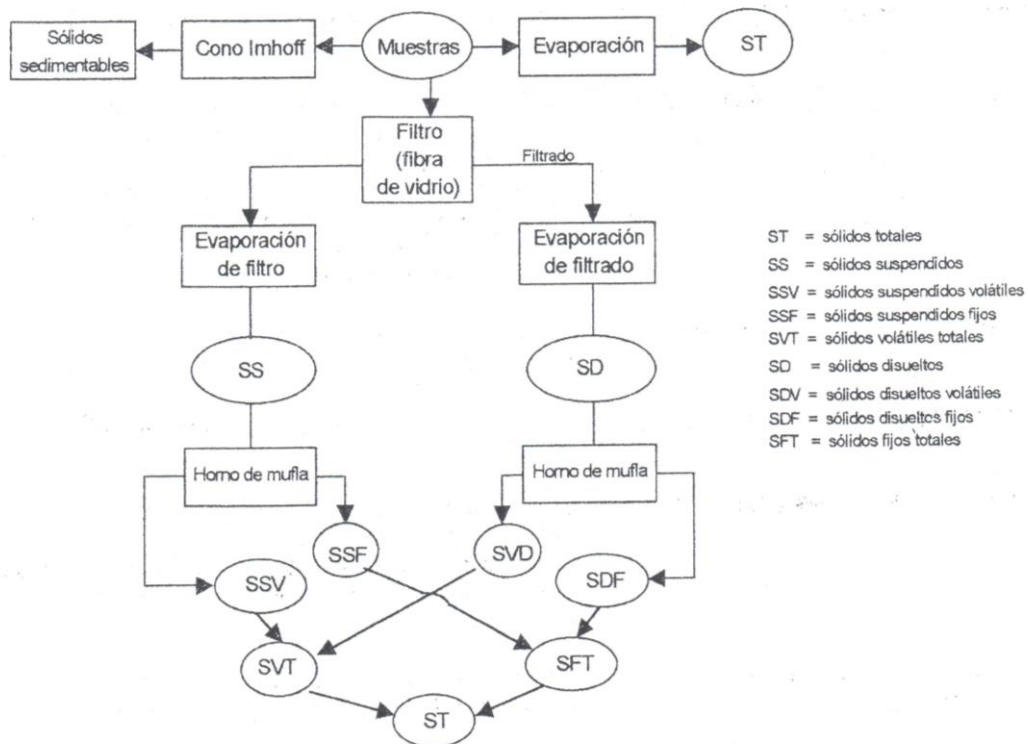 Sólidos
sedimentables
Cono Imhoff
Muestras
Evaporación
ST
Filtro
(fibra
de vidrio)
Filtrado
Evaporación
de filtro
Evaporación
de filtrado
SS
SD
Horno de mufla
Horno de mufla
SSF
SVD
SSV
SDF
SVT
SFT
ST
ST = sólidos totales
SS = sólidos suspendidos
SSV = sólidos suspendidos volátiles
SSF = sólidos suspendidos fijos
SVT = sólidos volátiles totales
SD = sólidos disueltos
SDV = sólidos disueltos volátiles
SDF = sólidos disueltos fijos
SFT = sólidos fijos totales